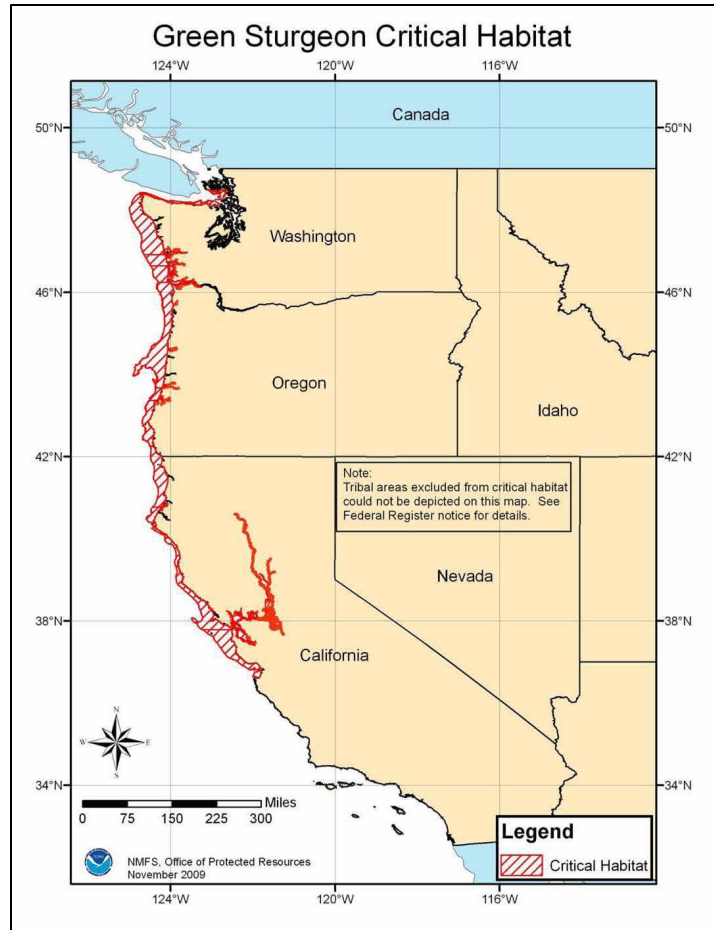 Green Sturgeon Critical Habitat
124°W 120°W 116°W
Canada
50°N 50°N
Washington
46°N 46°N
Oregon
Idaho
42°N 42°N
Note:
Tribal areas excluded from critical habitat
could not be depicted on this map. See
Federal Register notice for details.
Nevada
38°N 38°N
California
N
W E
S
34°N 34°N
Miles
0 75 150 225 300
Legend
Critical Habitat
NMFS, Office of Protected Resources
November 2009
124°W 120°W 116°W